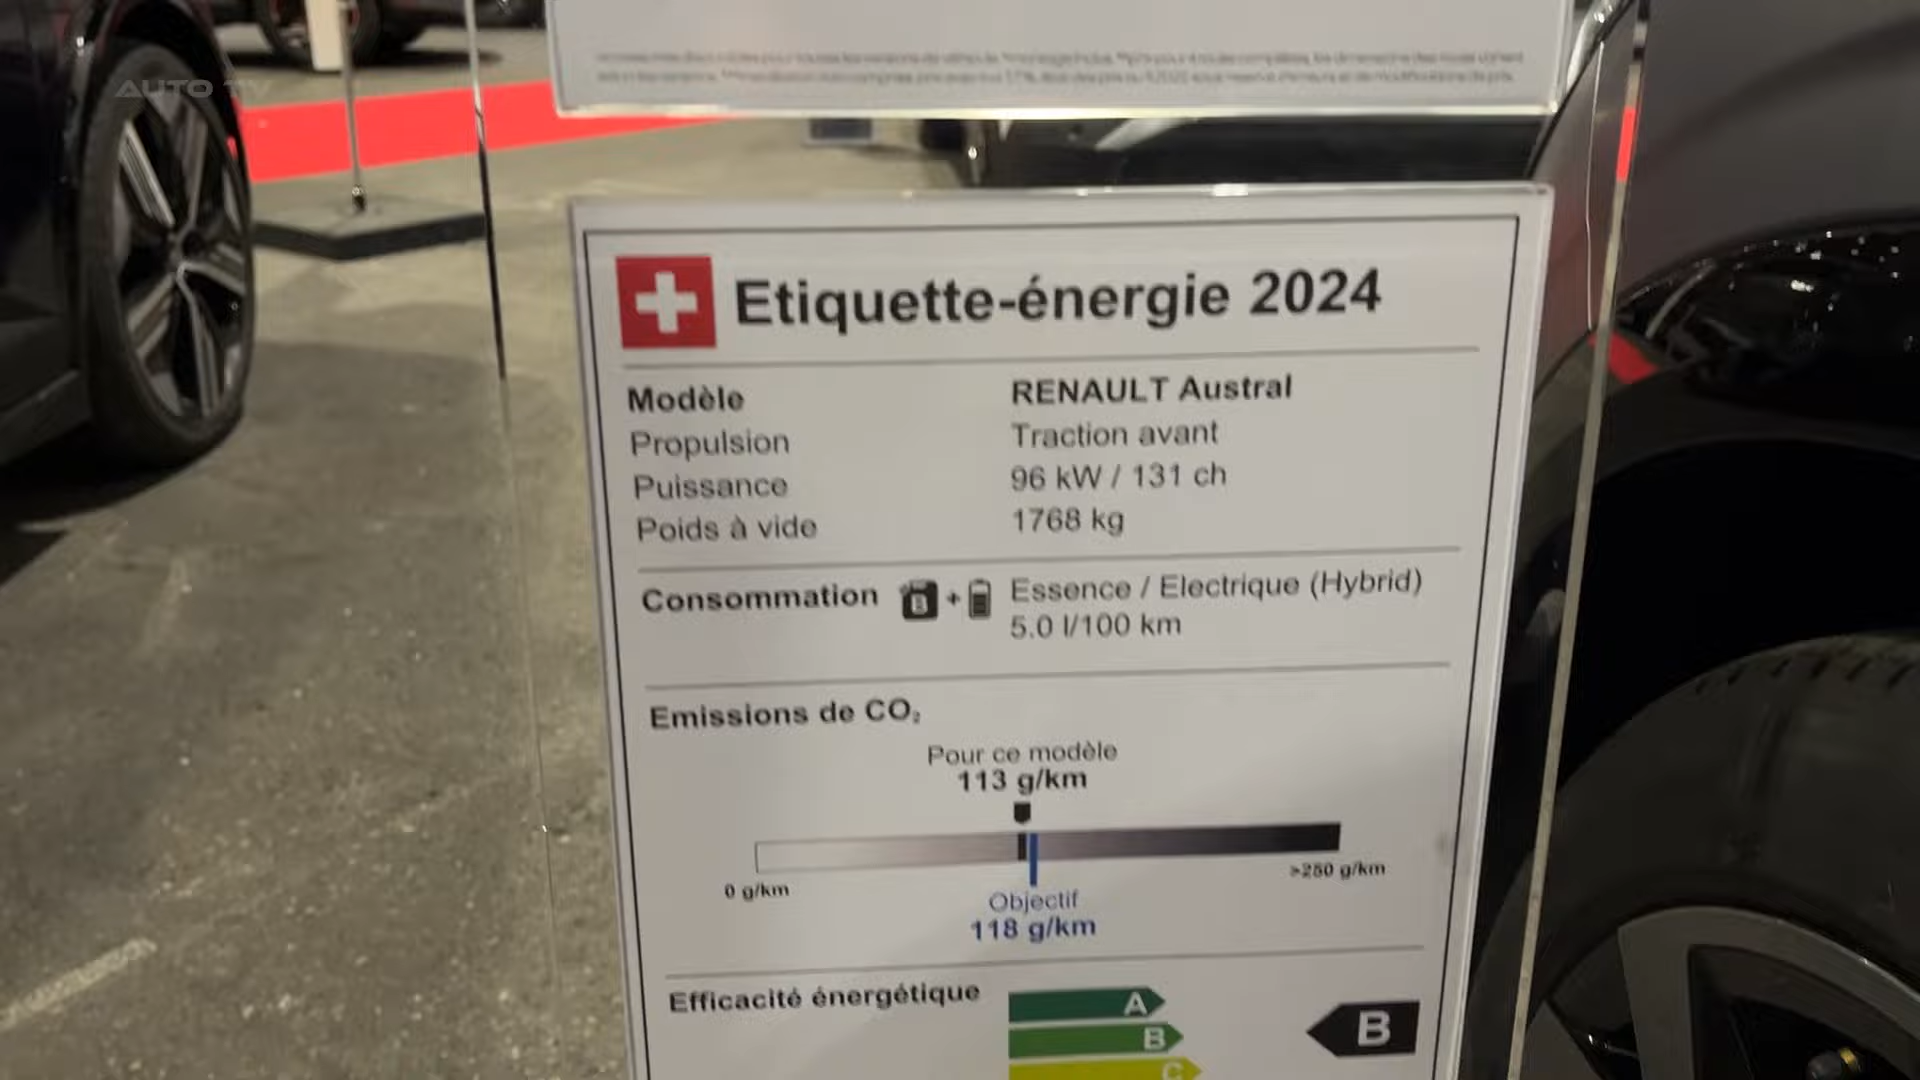 AUTO TV
Etiquette-énergie 2024
Modèle RENAULT Austral
Propulsion Traction avant
Puissance 96 kW / 131 ch
Poids à vide 1768 kg
Consommation B + Essence / Electrique (Hybrid)
5.0 l/100 km
Emissions de CO₂
Pour ce modèle
113 g/km
0 g/km >250 g/km
Objectif
118 g/km
Efficacité énergétique A
B B
C